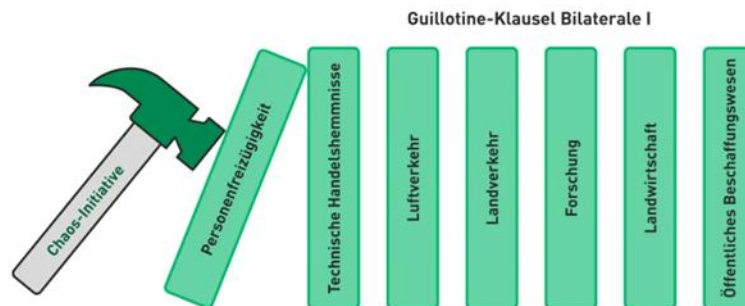 Guillotine-Klausel Bilaterale I
Chaos-Initiative
Personenfreizügigkeit
Technische Handelshemmnisse
Luftverkehr
Landverkehr
Forschung
Landwirtschaft
Öffentliches Beschaffungswesen